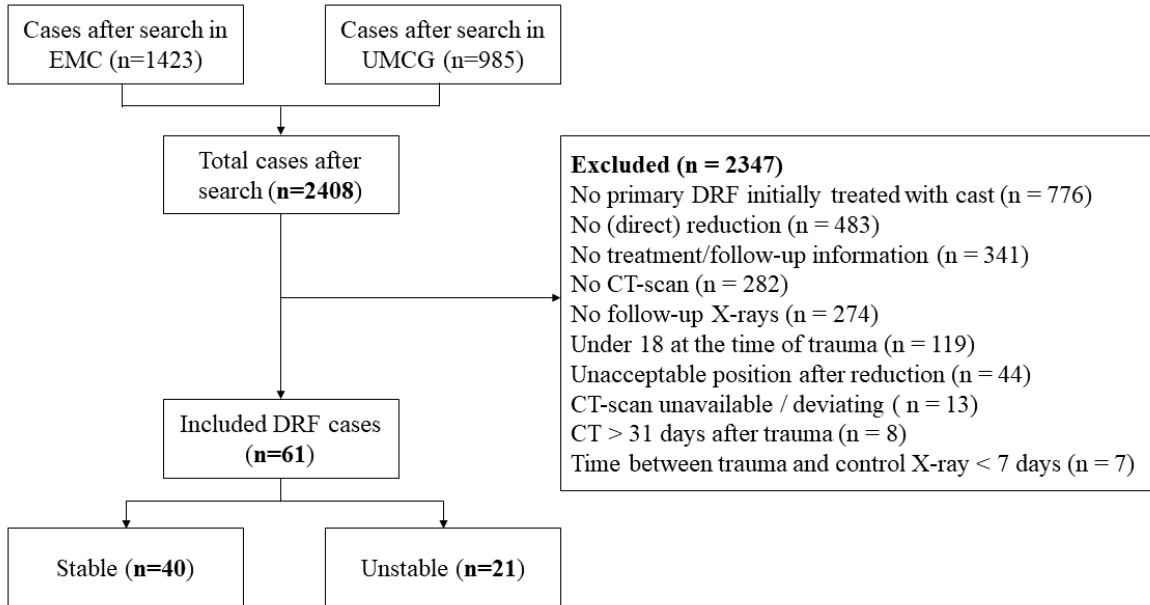 Cases after search in
EMC (n=1423)
Cases after search in
UMCG (n=985)
Total cases after
search (n=2408)
Excluded (n = 2347)
No primary DRF initially treated with cast (n = 776)
No (direct) reduction (n = 483)
No treatment/follow-up information (n = 341)
No CT-scan (n = 282)
No follow-up X-rays (n = 274)
Under 18 at the time of trauma (n = 119)
Unacceptable position after reduction (n = 44)
CT-scan unavailable / deviating ( n = 13)
CT > 31 days after trauma (n = 8)
Time between trauma and control X-ray < 7 days (n = 7)
Included DRF cases
(n=61)
Stable (n=40)
Unstable (n=21)